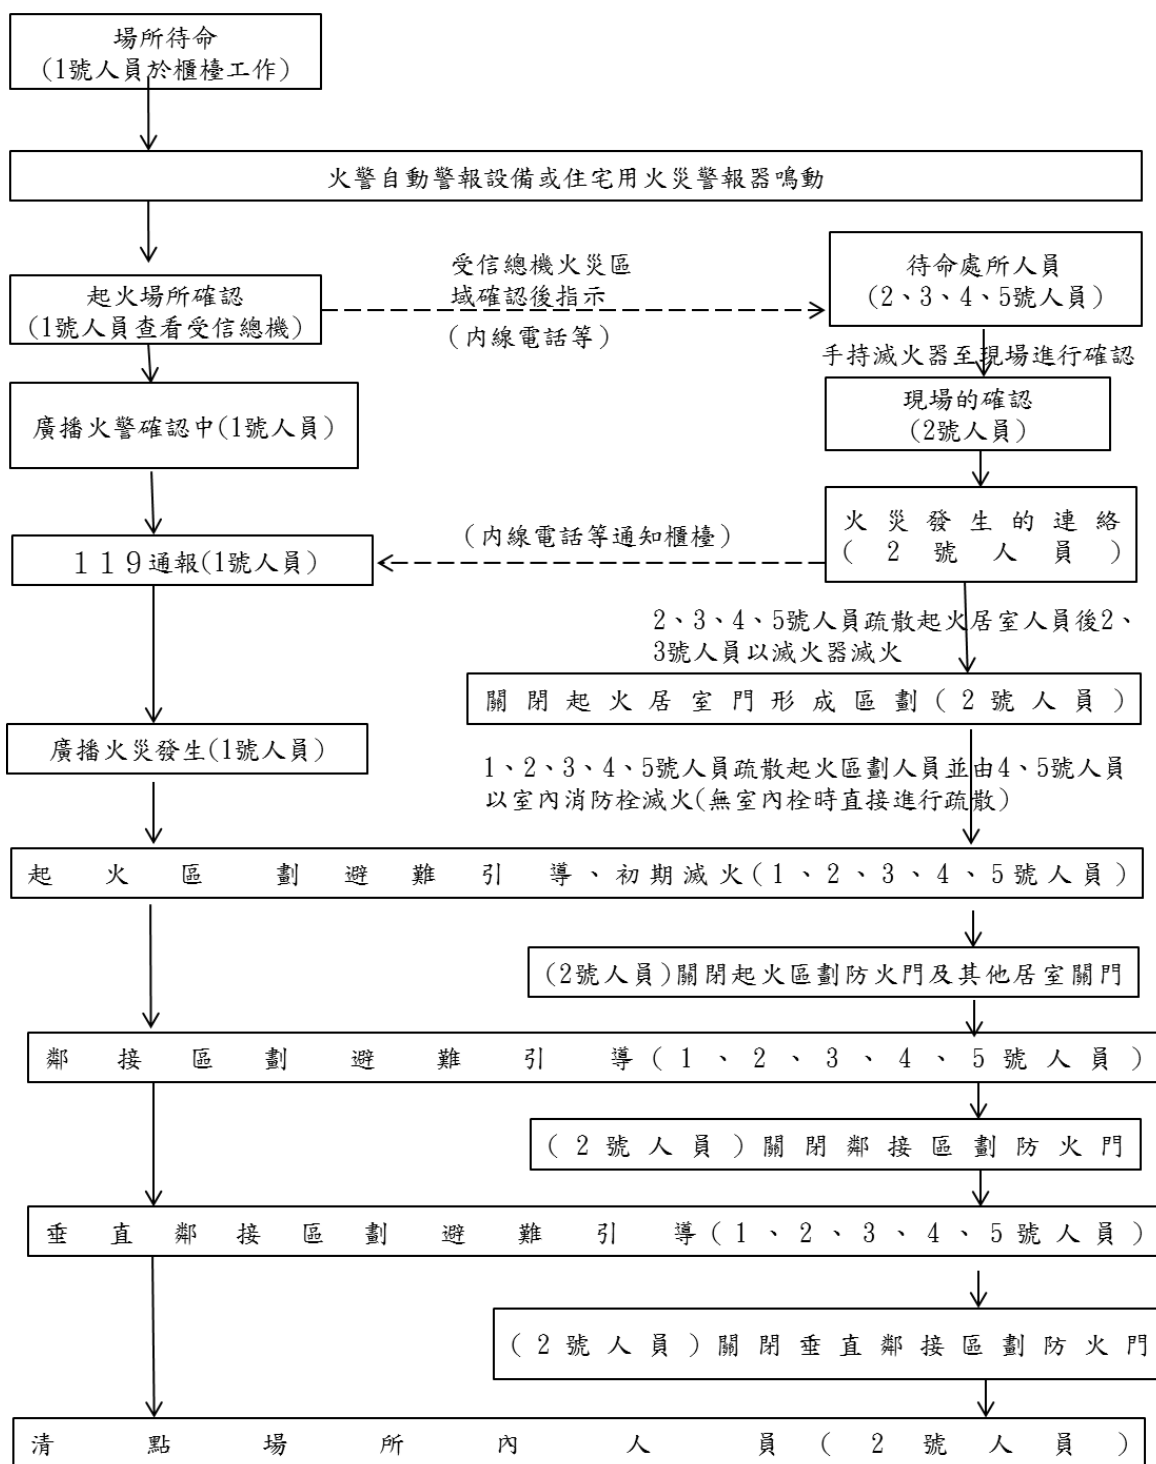 場所待命
(1號人員於櫃檯工作)
火警自動警報設備或住宅用火災警報器鳴動
起火場所確認
(1號人員查看受信總機)
受信總機火災區
域確認後指示
(內線電話等)
待命處所人員
(2、3、4、5號人員)
手持滅火器至現場進行確認
廣播火警確認中(1號人員)
現場的確認
(2號人員)
火災發生的連絡
(2號人員)
(內線電話等通知櫃檯)
１１９通報(1號人員)
2、3、4、5號人員疏散起火居室人員後2、
3號人員以滅火器滅火
關閉起火居室門形成區劃(2號人員)
廣播火災發生(1號人員)
1、2、3、4、5號人員疏散起火區劃人員並由4、5號人員
以室內消防栓滅火(無室內栓時直接進行疏散)
起火區劃避難引導、初期滅火(1、2、3、4、5號人員)
(2號人員)關閉起火區劃防火門及其他居室關門
鄰接區劃避難引導(1、2、3、4、5號人員)
(2號人員)關閉鄰接區劃防火門
垂直鄰接區劃避難引導(1、2、3、4、5號人員)
(2號人員)關閉垂直鄰接區劃防火門
清點場所內人員(2號人員)